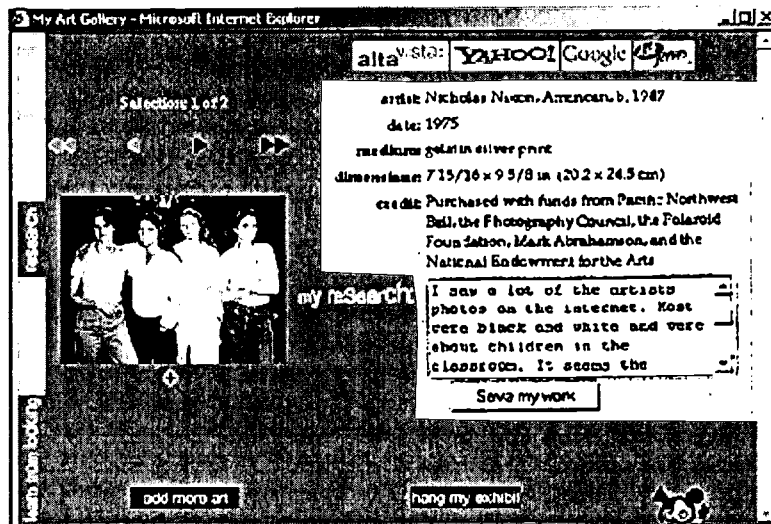 My Art Gallery - Microsoft Internet Explorer
alta vista: YAHOO! Google
Selection: 1 of 2
artist: Nicholas Nixon, American, b. 1947
date: 1975
medium: gelatin silver print
dimensions: 7 15/16 x 9 5/8 in (20.2 x 24.5 cm)
credit: Purchased with funds from Pacific Northwest
Bell, the Photography Council, the Polaroid
Foundation, Mark Abrahamson, and the
National Endowment for the Arts
research
my research:
I saw a lot of the artists
photos on the internet. Most
were black and white and were
about children in the
classroom. It seems the
Save my work
learn from looking
add more art
hang my exhibit